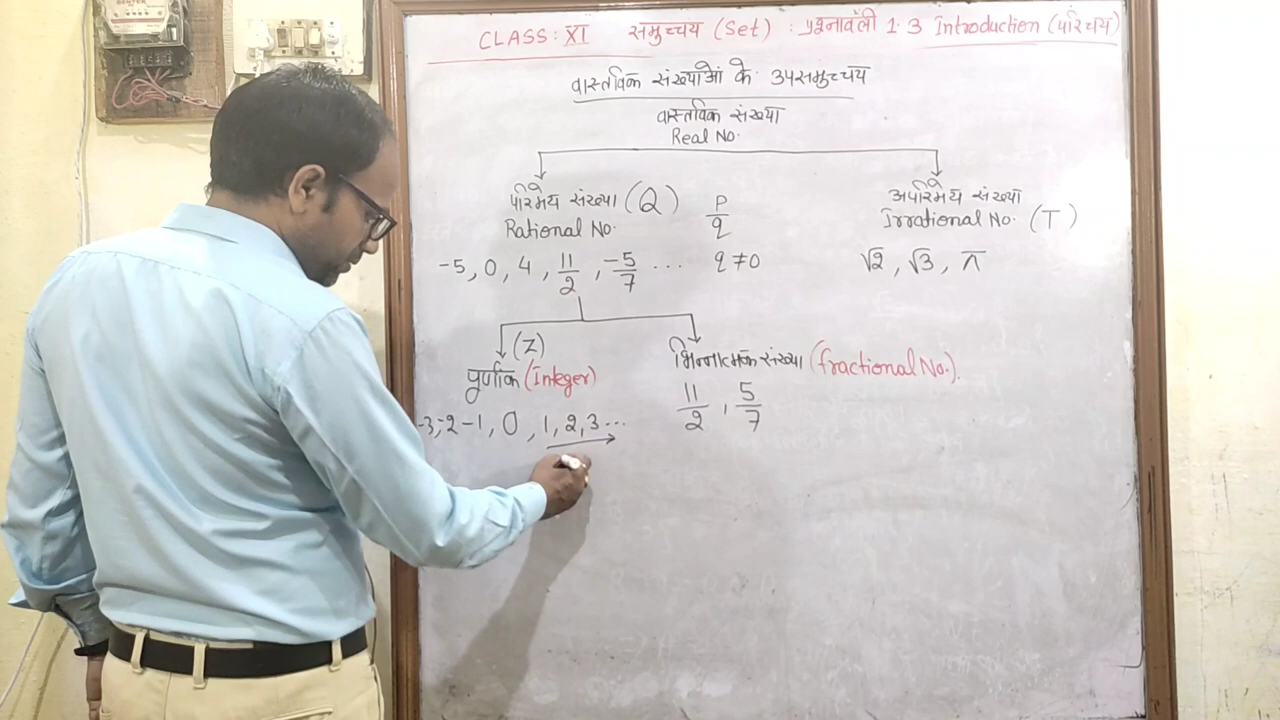 CLASS: XI समुच्चय (Set) : प्रश्नावली 1.3 Introduction (परिचय)
वास्तविक संख्याओं के उपसमुच्चय
वास्तविक संख्या
Real No.
परिमेय संख्या (Q) P/q
Rational No.
अपरिमेय संख्या
Irrational No. (T)
-5, 0, 4, 11/2, -5/7 ... q ≠ 0
√2, √3, π
(Z)
पूर्णांक (Integer)
भिन्नात्मक संख्या (fractional No.).
-3, -2 -1, 0, 1, 2, 3...
11/2, 5/7